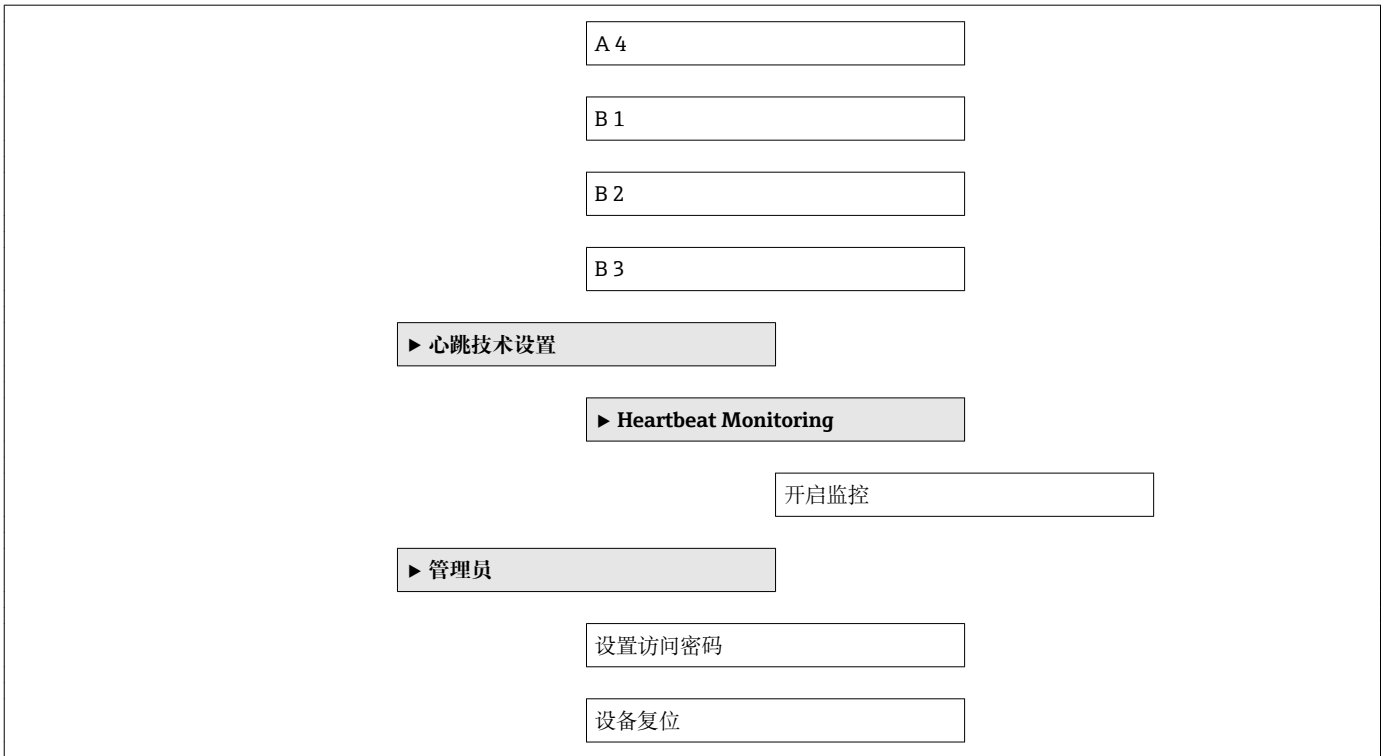 A 4
B 1
B 2
B 3
▶ 心跳技术设置
▶ Heartbeat Monitoring
开启监控
▶ 管理员
设置访问密码
设备复位